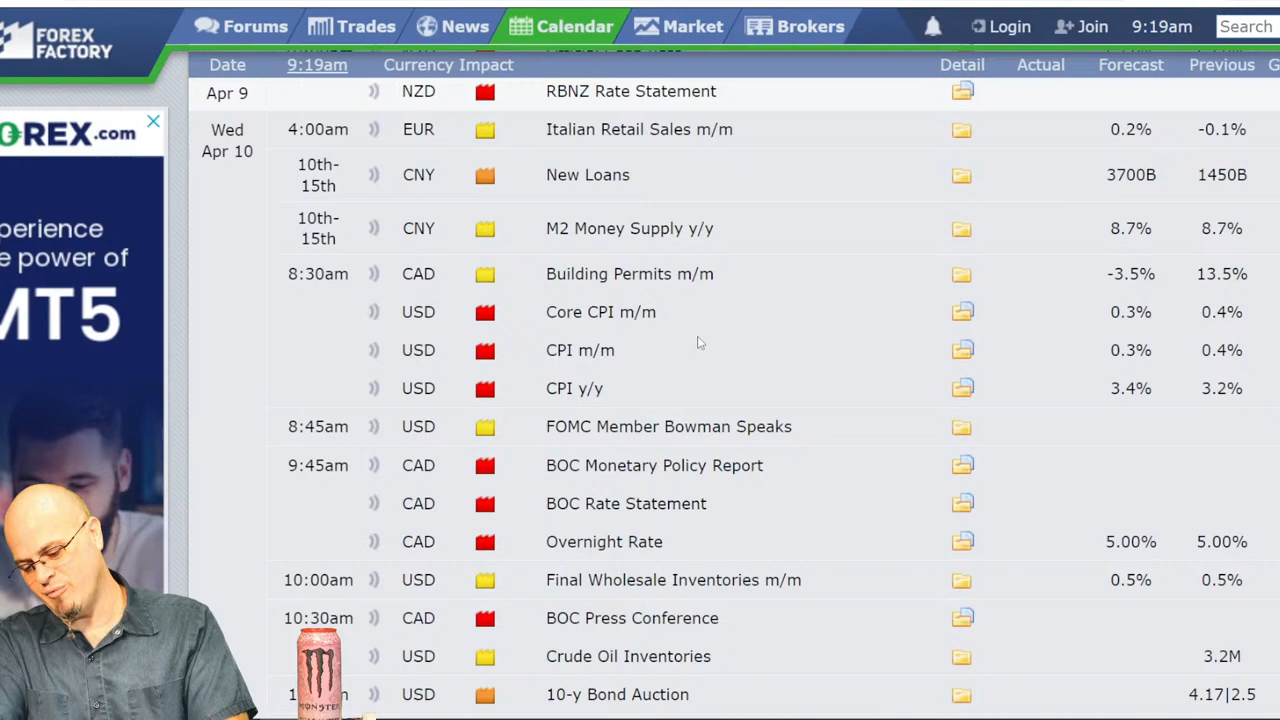 FOREX
FACTORY
Forums Trades News Calendar Market Brokers Login Join 9:19am Search
Date 9:19am Currency Impact Detail Actual Forecast Previous G
Apr 9 NZD RBNZ Rate Statement
Wed
Apr 10
4:00am EUR Italian Retail Sales m/m 0.2% -0.1%
10th-
15th
CNY New Loans 3700B 1450B
10th-
15th
CNY M2 Money Supply y/y 8.7% 8.7%
8:30am CAD Building Permits m/m -3.5% 13.5%
USD Core CPI m/m 0.3% 0.4%
USD CPI m/m 0.3% 0.4%
USD CPI y/y 3.4% 3.2%
8:45am USD FOMC Member Bowman Speaks
9:45am CAD BOC Monetary Policy Report
CAD BOC Rate Statement
CAD Overnight Rate 5.00% 5.00%
10:00am USD Final Wholesale Inventories m/m 0.5% 0.5%
10:30am CAD BOC Press Conference
USD Crude Oil Inventories 3.2M
USD 10-y Bond Auction 4.17|2.5
OREX.com
perience
e power of
MT5
MONSTER